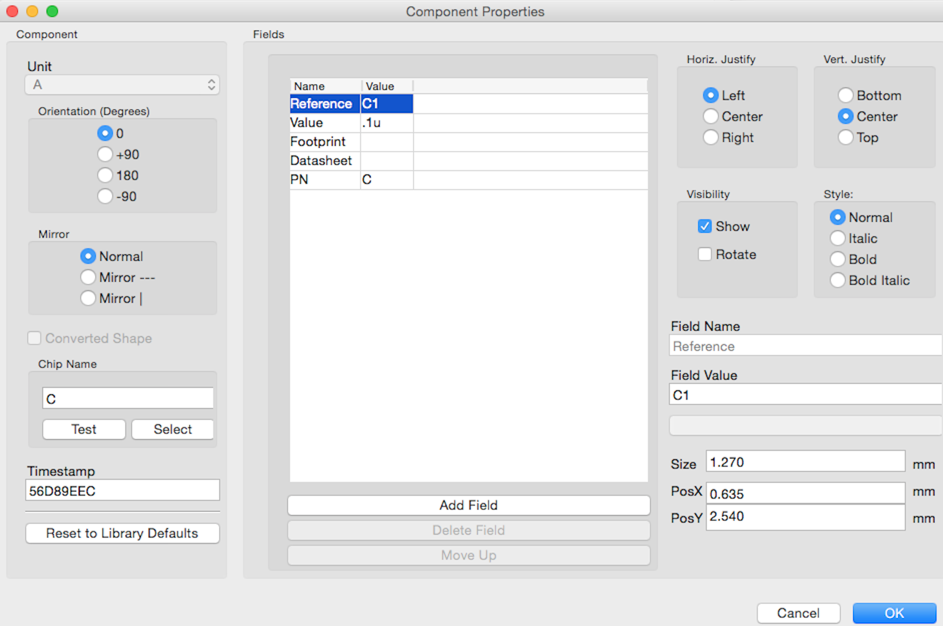 Component Properties
Component
Unit
A
Orientation (Degrees)
0
+90
180
-90
Mirror
Normal
Mirror ---
Mirror |
Converted Shape
Chip Name
C
Test Select
Timestamp
56D89EEC
Reset to Library Defaults
Fields
Name Value
Reference C1
Value .1u
Footprint
Datasheet
PN C
Add Field
Delete Field
Move Up
Horiz. Justify
Left
Center
Right
Vert. Justify
Bottom
Center
Top
Visibility
Show
Rotate
Style:
Normal
Italic
Bold
Bold Italic
Field Name
Reference
Field Value
C1
Size 1.270 mm
PosX 0.635 mm
PosY 2.540 mm
Cancel OK